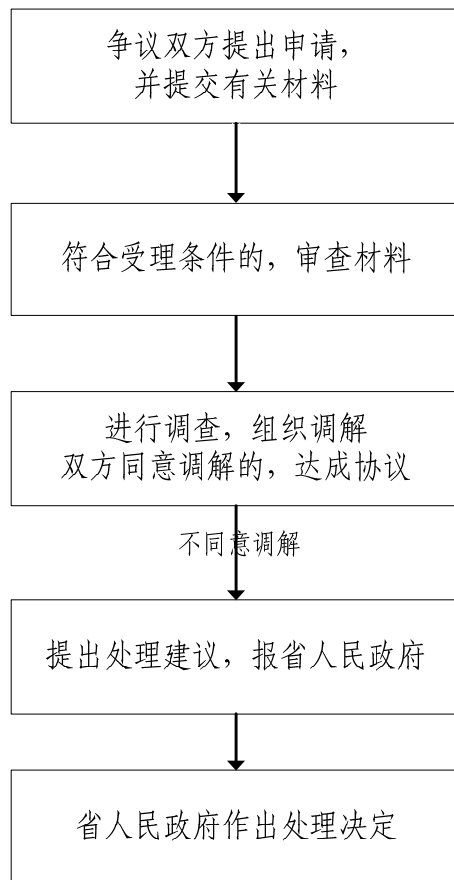 争议双方提出申请，
并提交有关材料
符合受理条件的，审查材料
进行调查，组织调解
双方同意调解的，达成协议
不同意调解
提出处理建议，报省人民政府
省人民政府作出处理决定